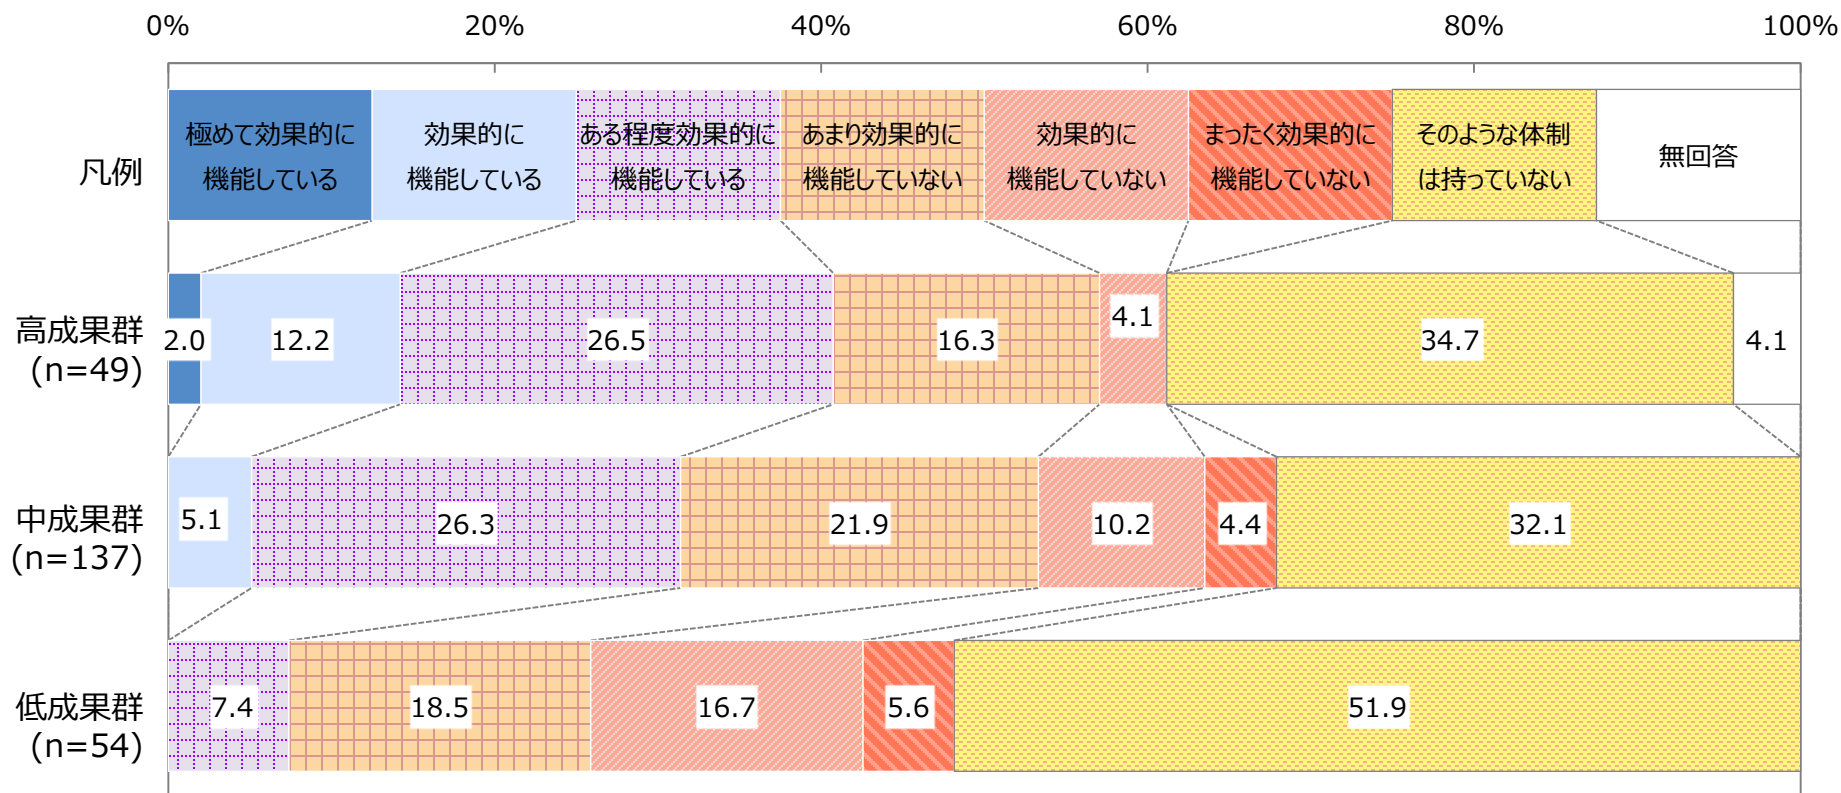 0% 20% 40% 60% 80% 100%
凡例
極めて効果的に
機能している
効果的に
機能している
ある程度効果的に
機能している
あまり効果的に
機能していない
効果的に
機能していない
まったく効果的に
機能していない
そのような体制
は持っていない
無回答
高成果群
(n=49)
2.0 12.2 26.5 16.3 4.1 34.7 4.1
中成果群
(n=137)
5.1 26.3 21.9 10.2 4.4 32.1
低成果群
(n=54)
7.4 18.5 16.7 5.6 51.9